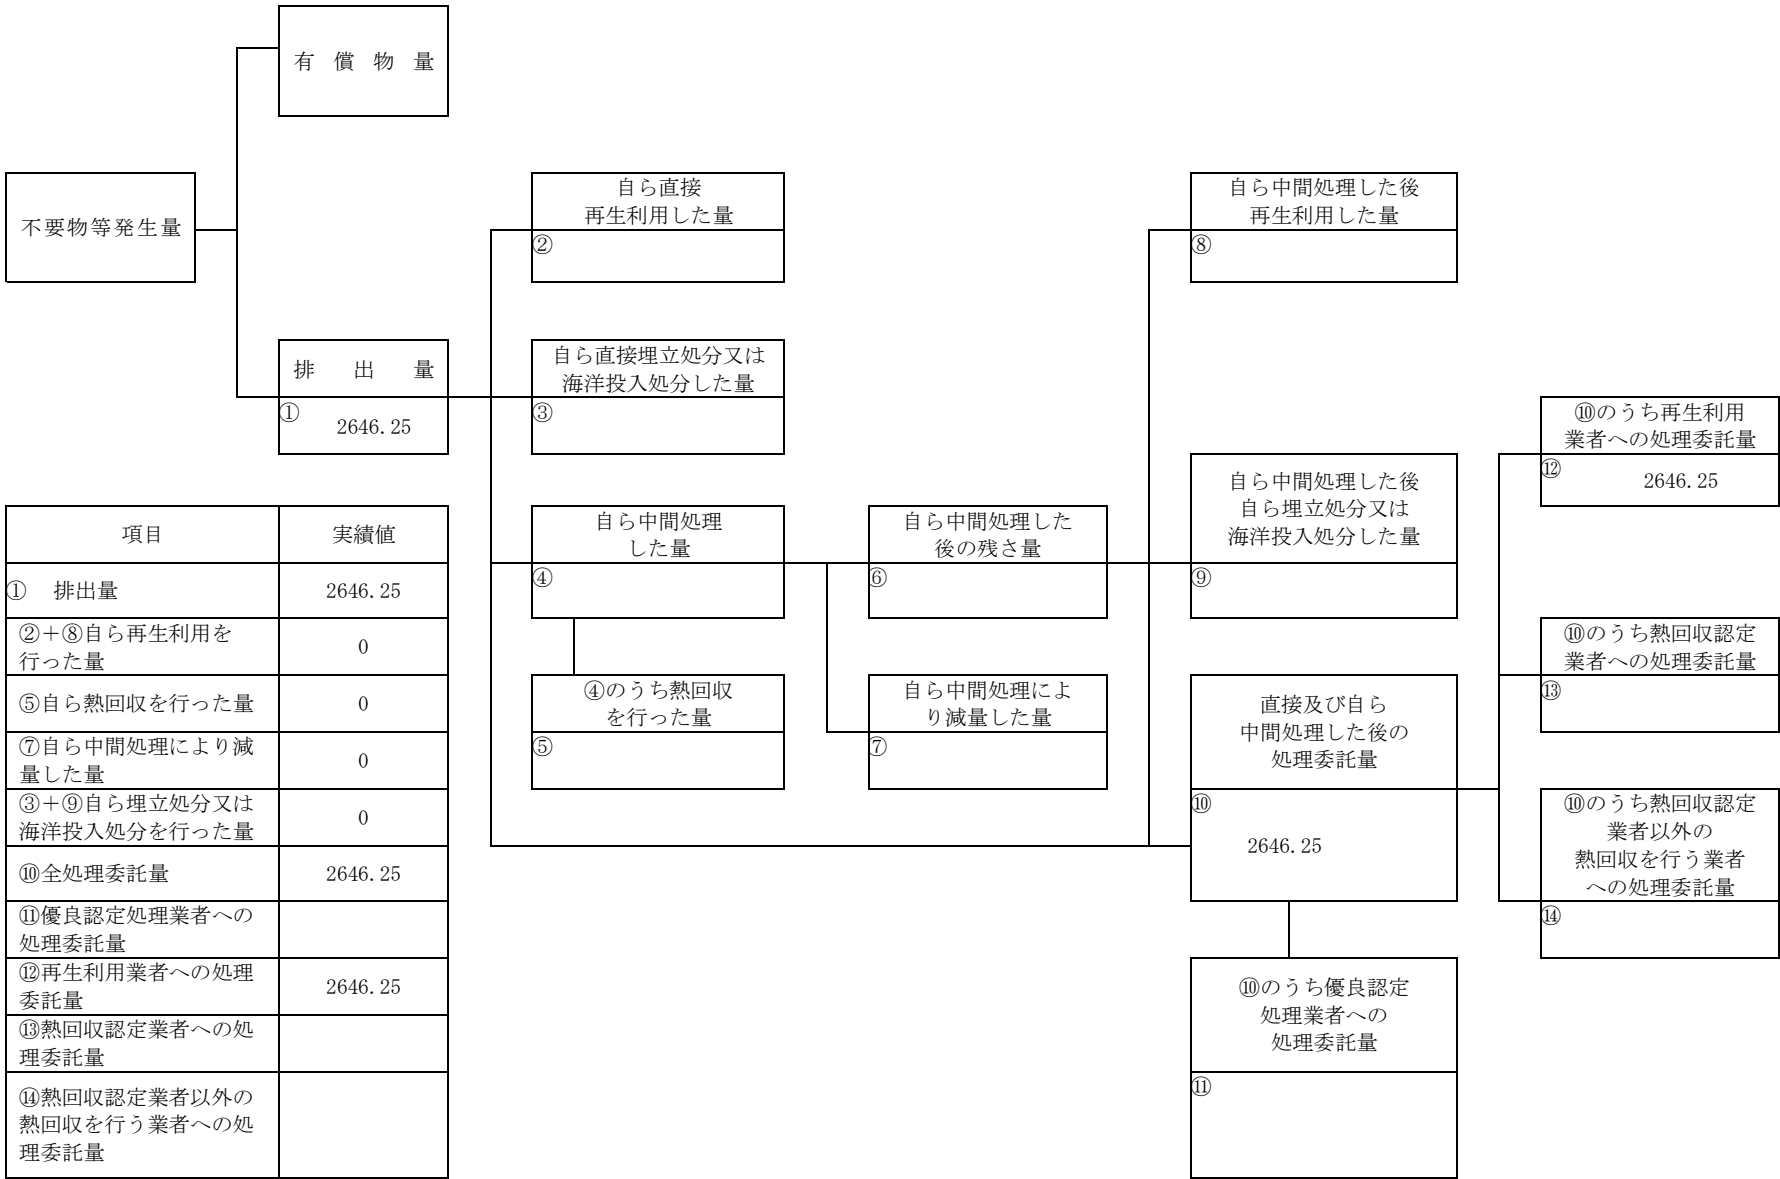 有償物量
不要物等発生量
自ら直接
再生利用した量
②
自ら中間処理した後
再生利用した量
⑧
排出量
①
2646.25
自ら直接埋立処分又は
海洋投入処分した量
③
⑩のうち再生利用
業者への処理委託量
⑫
2646.25
自ら中間処理
した量
④
自ら中間処理した
後の残さ量
⑥
自ら中間処理した後
自ら埋立処分又は
海洋投入処分した量
⑨
⑩のうち熱回収認定
業者への処理委託量
⑬
④のうち熱回収
を行った量
⑤
自ら中間処理によ
り減量した量
⑦
直接及び自ら
中間処理した後の
処理委託量
⑩
2646.25
⑩のうち熱回収認定
業者以外の
熱回収を行う業者
への処理委託量
⑭
⑩のうち優良認定
処理業者への
処理委託量
⑪
項目 実績値
① 排出量 2646.25
②＋⑧自ら再生利用を
行った量
0
⑤自ら熱回収を行った量 0
⑦自ら中間処理により減
量した量
0
③＋⑨自ら埋立処分又は
海洋投入処分を行った量
0
⑩全処理委託量 2646.25
⑪優良認定処理業者への
処理委託量
⑫再生利用業者への処理
委託量
2646.25
⑬熱回収認定業者への処
理委託量
⑭熱回収認定業者以外の
熱回収を行う業者への処
理委託量